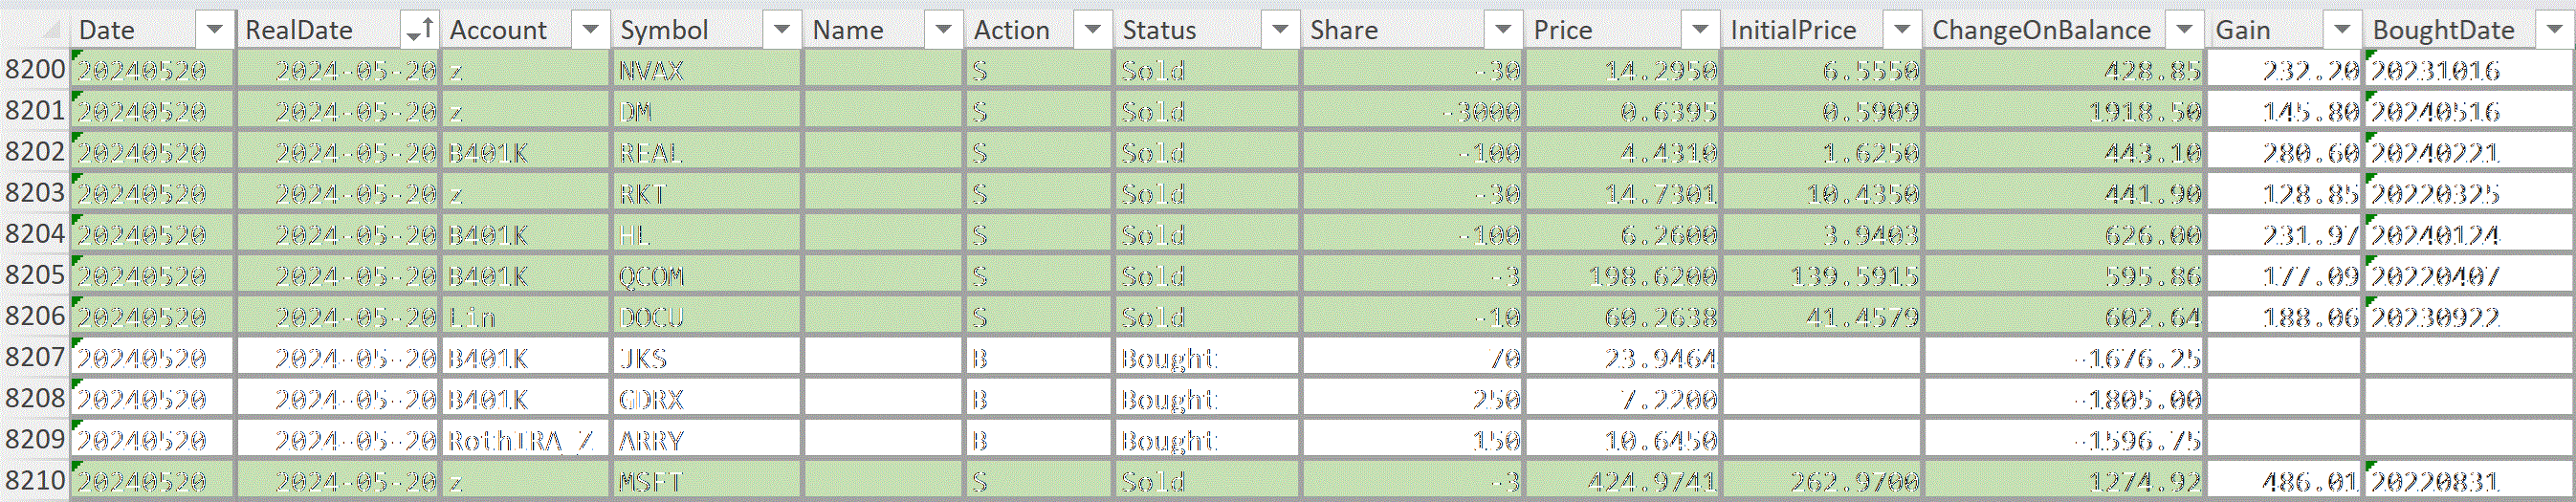 Date RealDate Account Symbol Name Action Status Share Price InitialPrice ChangeOnBalance Gain BoughtDate
8200 20240520 2024-05-20 z NVAX S Sold -30 14.2950 6.5550 428.85 232.20 20231016
8201 20240520 2024-05-20 z DM S Sold -3000 0.6395 0.5909 1918.50 145.80 20240516
8202 20240520 2024-05-20 B401K REAL S Sold -100 4.4310 1.6250 443.10 280.60 20240221
8203 20240520 2024-05-20 z RKT S Sold -30 14.7301 10.4350 441.90 128.85 20220325
8204 20240520 2024-05-20 B401K HL S Sold -100 6.2600 3.9403 626.00 231.97 20240124
8205 20240520 2024-05-20 B401K QCOM S Sold -3 198.6200 139.5915 595.86 177.09 20220407
8206 20240520 2024-05-20 Lin DOCU S Sold -10 60.2638 41.4579 602.64 188.06 20230922
8207 20240520 2024-05-20 B401K JKS B Bought 70 23.9464 -1676.25
8208 20240520 2024-05-20 B401K GDRX B Bought 250 7.2200 -1805.00
8209 20240520 2024-05-20 RothIRA_Z ARRY B Bought 150 10.6450 -1596.75
8210 20240520 2024-05-20 z MSFT S Sold -3 424.9741 262.9700 1274.92 486.01 20220831